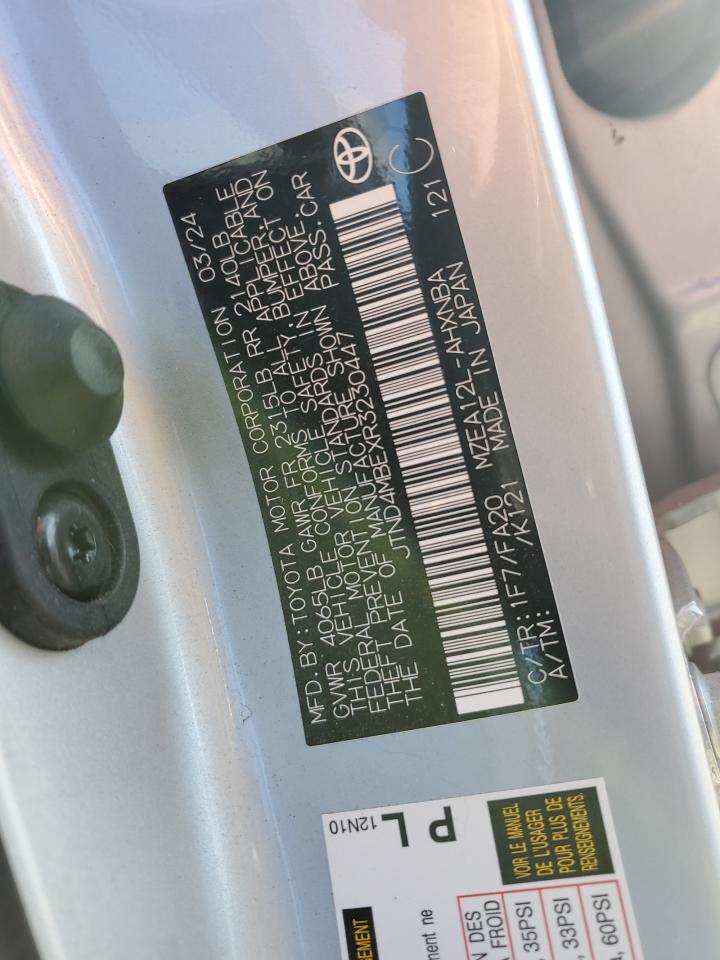 MFD. BY: TOYOTA MOTOR CORPORATION 03/24
GVWR 4065LB GAWR FR 2315LB RR 2140LB
THIS VEHICLE CONFORMS TO ALL APPLICABLE
FEDERAL MOTOR VEHICLE SAFETY, BUMPER, AND
THEFT PREVENTION STANDARDS IN EFFECT ON
THE DATE OF MANUFACTURE SHOWN ABOVE.
JTND4MBEXR3230447 PASS. CAR
C/TR: 1F7/FA20 MZEA12L-AHXNBA 121
A/TM: /K121 MADE IN JAPAN C
12N10
PL
VOIR LE MANUEL
DE L'USAGER
POUR PLUS DE
RENSEIGNEMENTS.
DES
FROID
35PSI
33PSI
60PSI